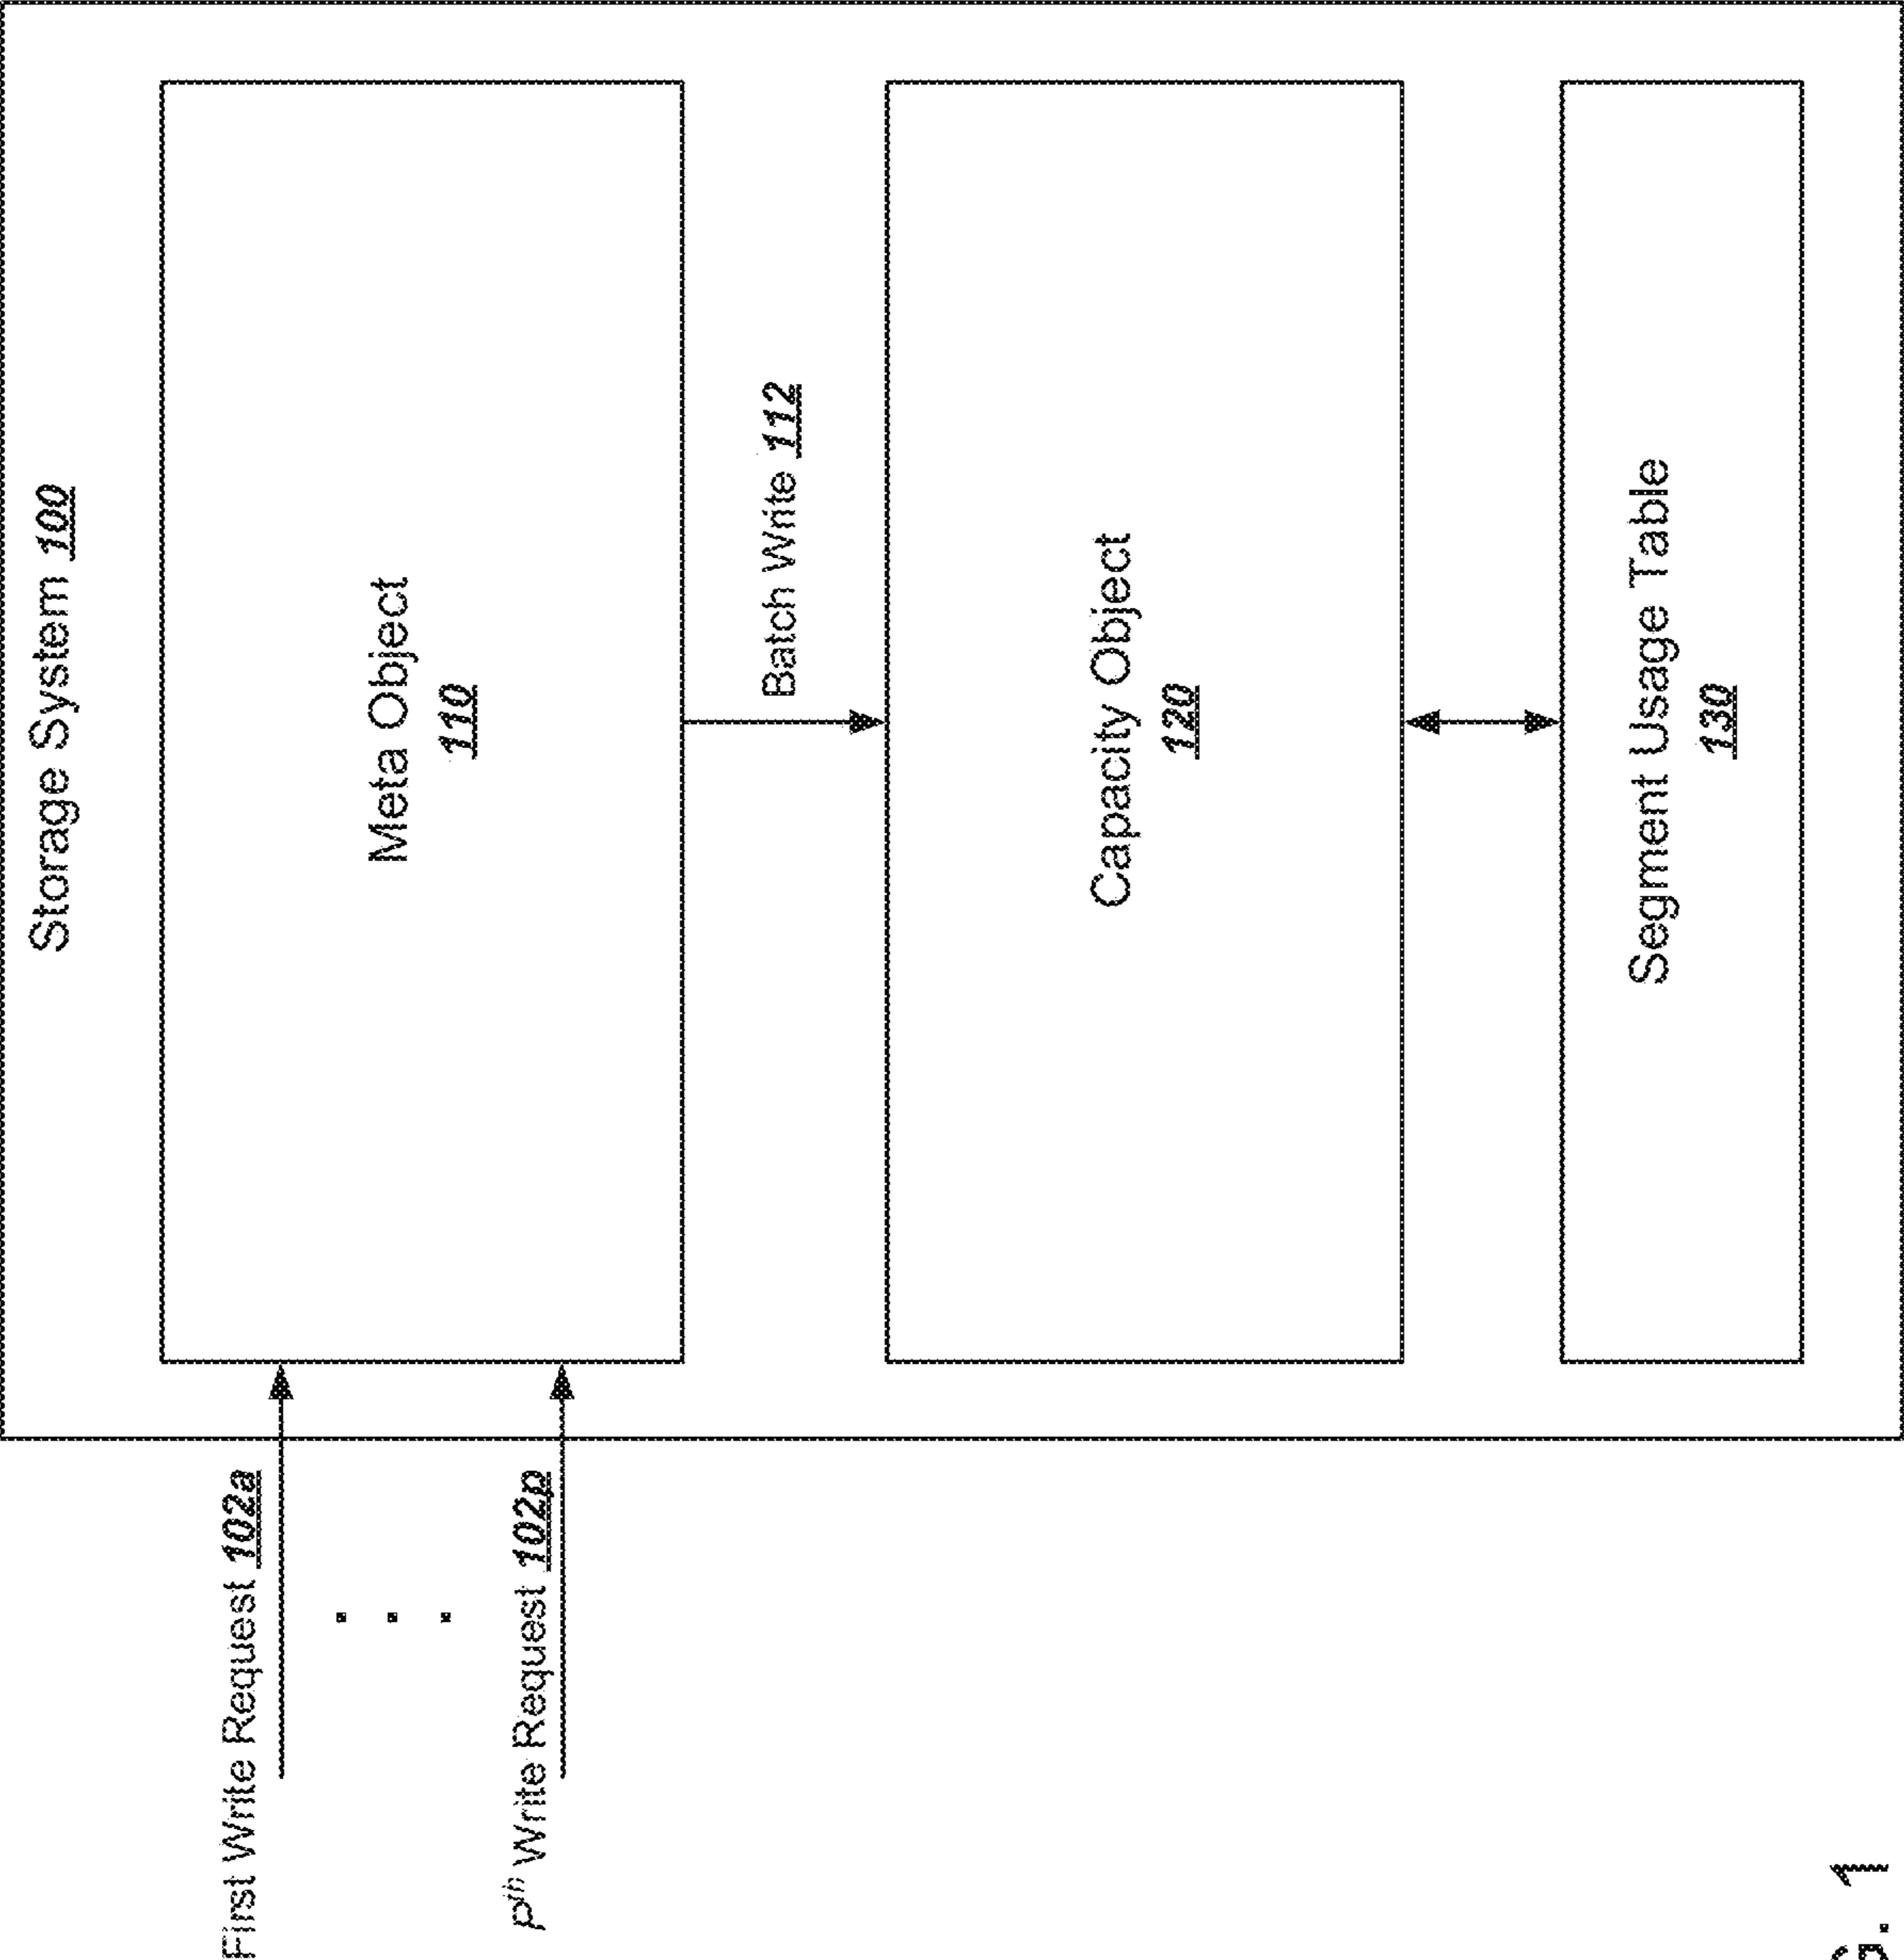 Storage System 100
First Write Request 102a
Pth Write Request 102p
Meta Object
110
Batch Write 112
Capacity Object
120
Segment Usage Table
130
G. 1